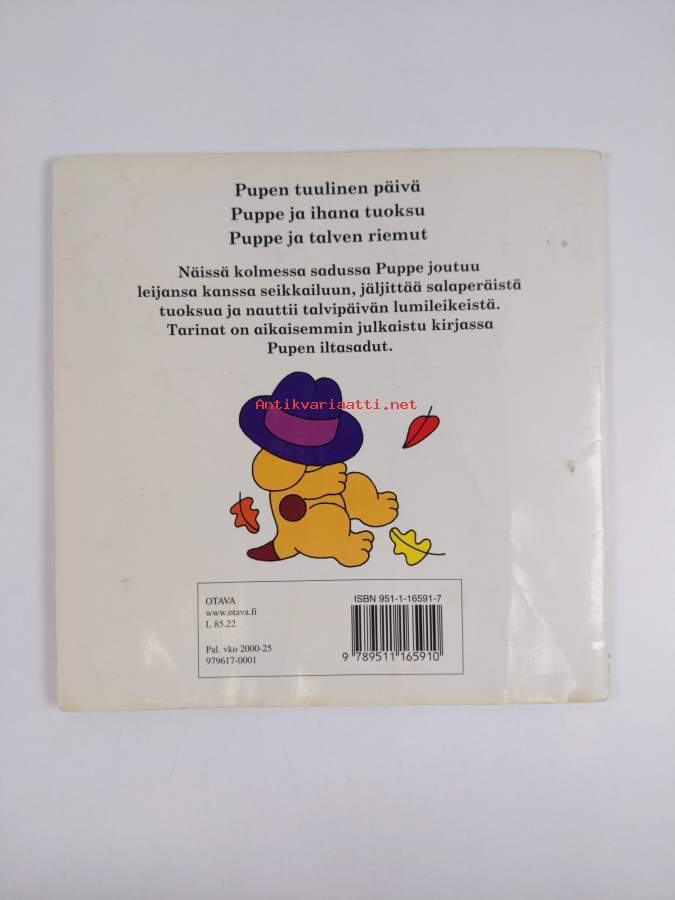 Pupen tuulinen päivä
Puppe ja ihana tuoksu
Puppe ja talven riemut
Näissä kolmessa sadussa Puppe joutuu
leijansa kanssa seikkailuun, jäljittää salaperäistä
tuoksua ja nauttii talvipäivän lumileikeistä.
Tarinat on aikaisemmin julkaistu kirjassa
Pupen iltasadut.
Antikvariaatti.net
OTAVA
www.otava.fi
L 85.22
Pal. vko 2000-25
979617-0001
ISBN 951-1-16591-7
9 789511 165910